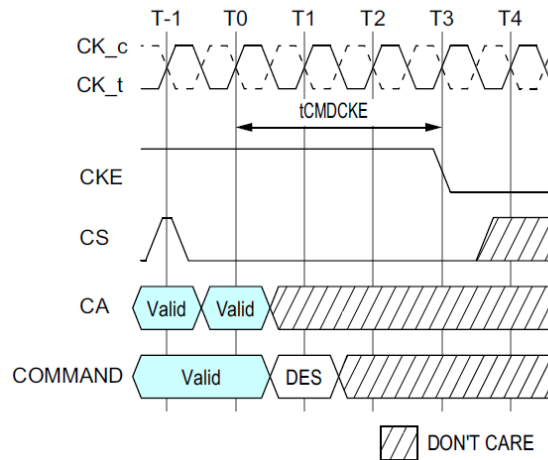 T-1 T0 T1 T2 T3 T4
CK_c
CK_t
tCMDCKE
CKE
CS
CA Valid Valid
COMMAND Valid DES
DON'T CARE